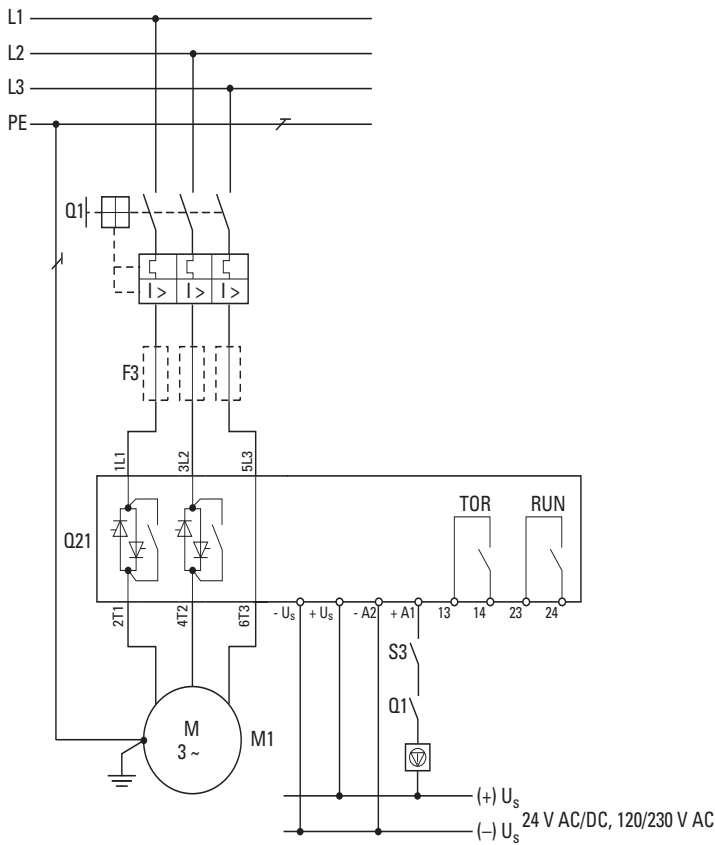 L1
L2
L3
PE
Q1
I > I > I >
F3
1L1 3L2 5L3
TOR RUN
Q21
2T1 4T2 6T3 - Us + Us - A2 + A1 13 14 23 24
S3
Q1
M
3 ~
M1
(+) Us
(–) Us 24 V AC/DC, 120/230 V AC